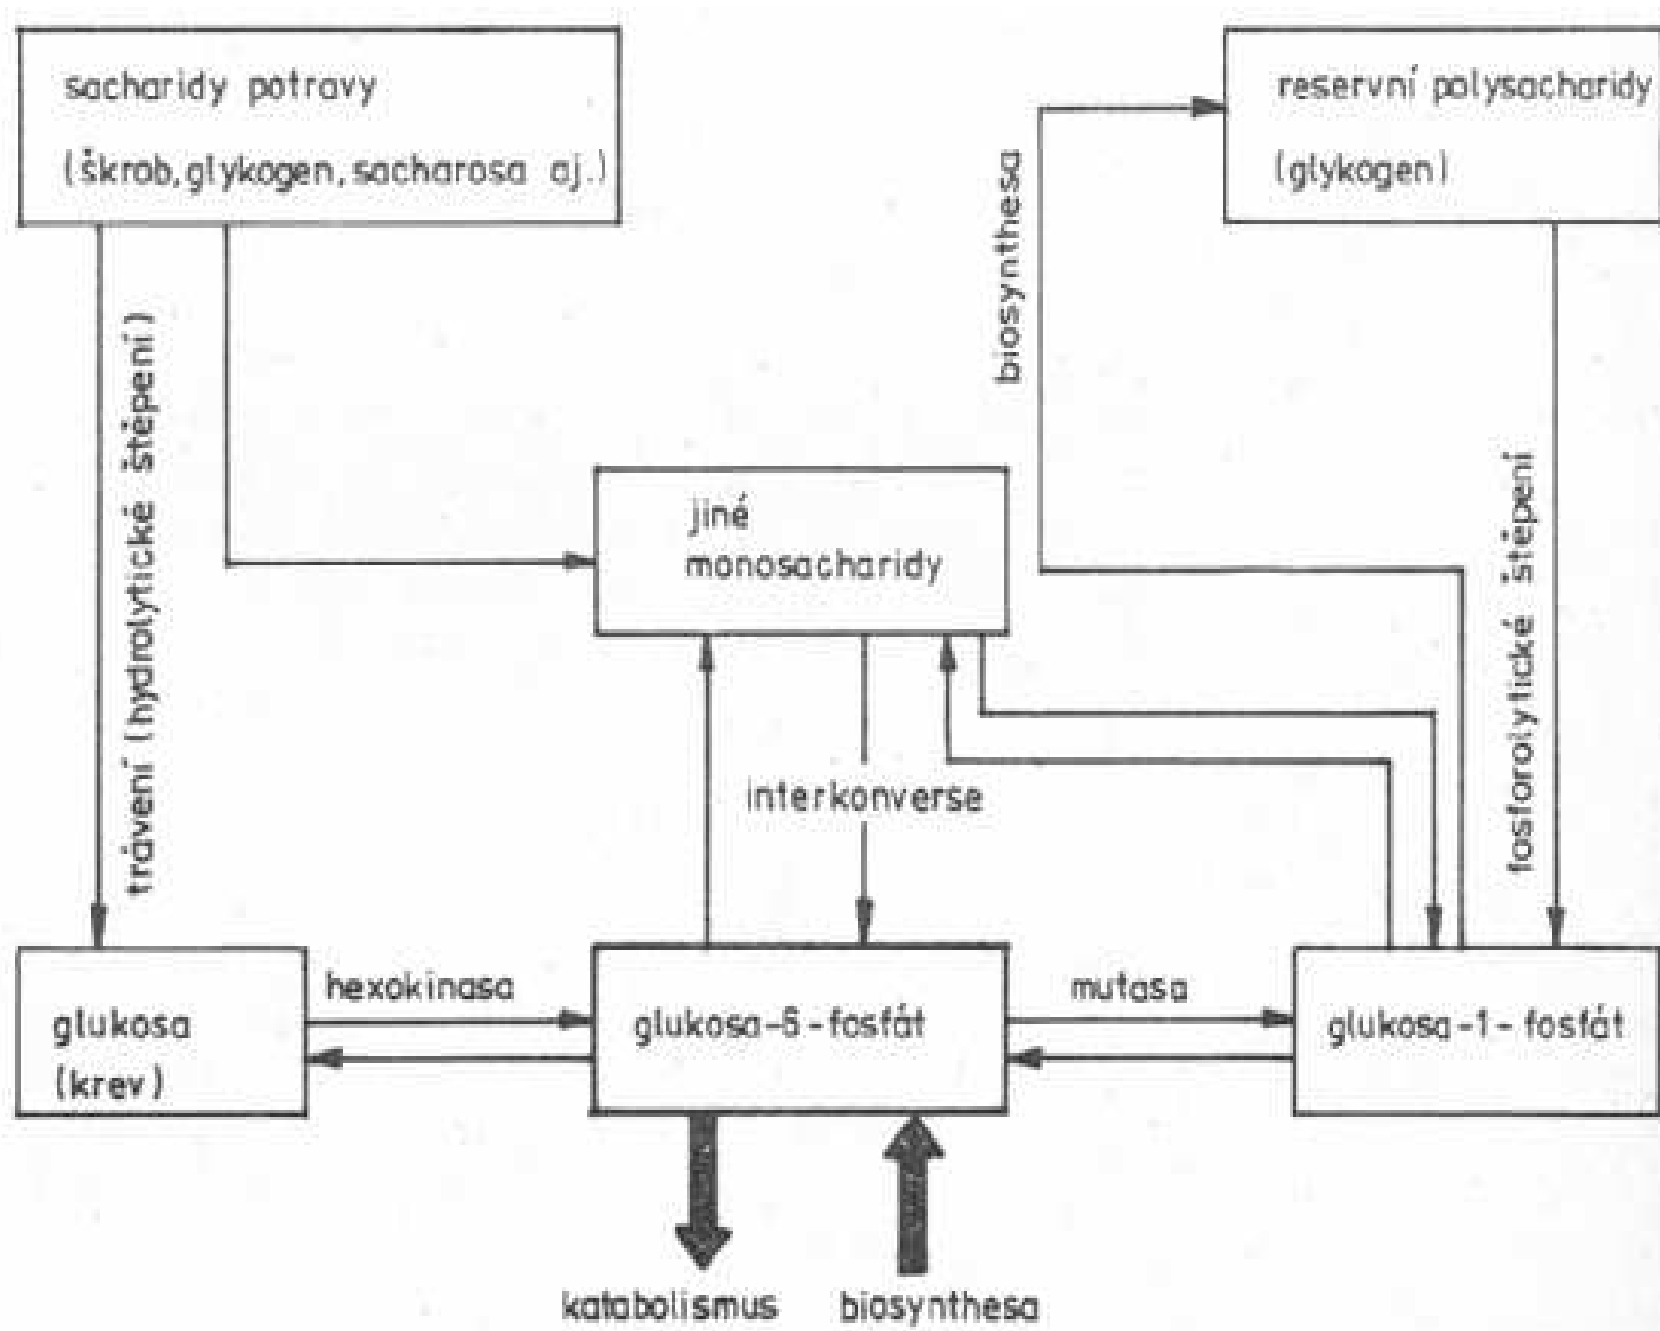 sacharidy potravy
(škrob, glykogen, sacharosa aj.)
reservní polysacharidy
(glykogen)
biosynthesa
trávení (hydrolytické štěpení)
fosforolytické štěpení
jiné
monosacharidy
interkonverse
glukosa
(krev)
hexokinasa
glukosa-6-fosfát
mutasa
glukosa-1-fosfát
katabolismus
biosynthesa